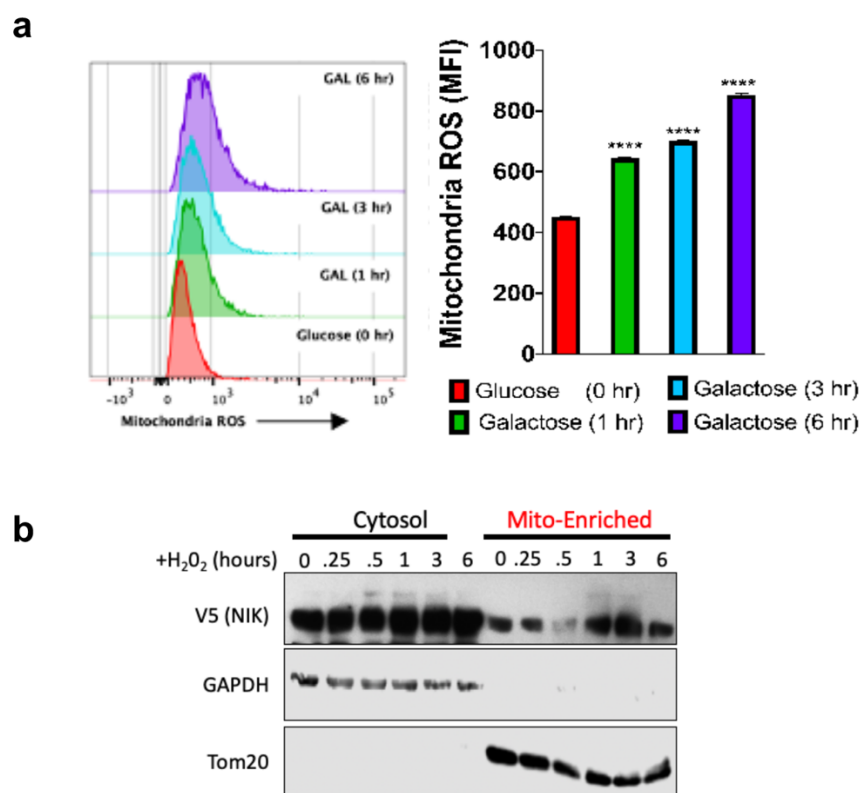 a
GAL (6 hr)
GAL (3 hr)
GAL (1 hr)
Glucose (0 hr)
-10³ 0 10³ 10⁴ 10⁵
Mitochondria ROS
Mitochondria ROS (MFI)
1000
800
600
400
200
0
**** **** ****
Glucose (0 hr) Galactose (3 hr)
Galactose (1 hr) Galactose (6 hr)
b
Cytosol Mito-Enriched
+H₂0₂ (hours) 0 .25 .5 1 3 6 0 .25 .5 1 3 6
V5 (NIK)
GAPDH
Tom20